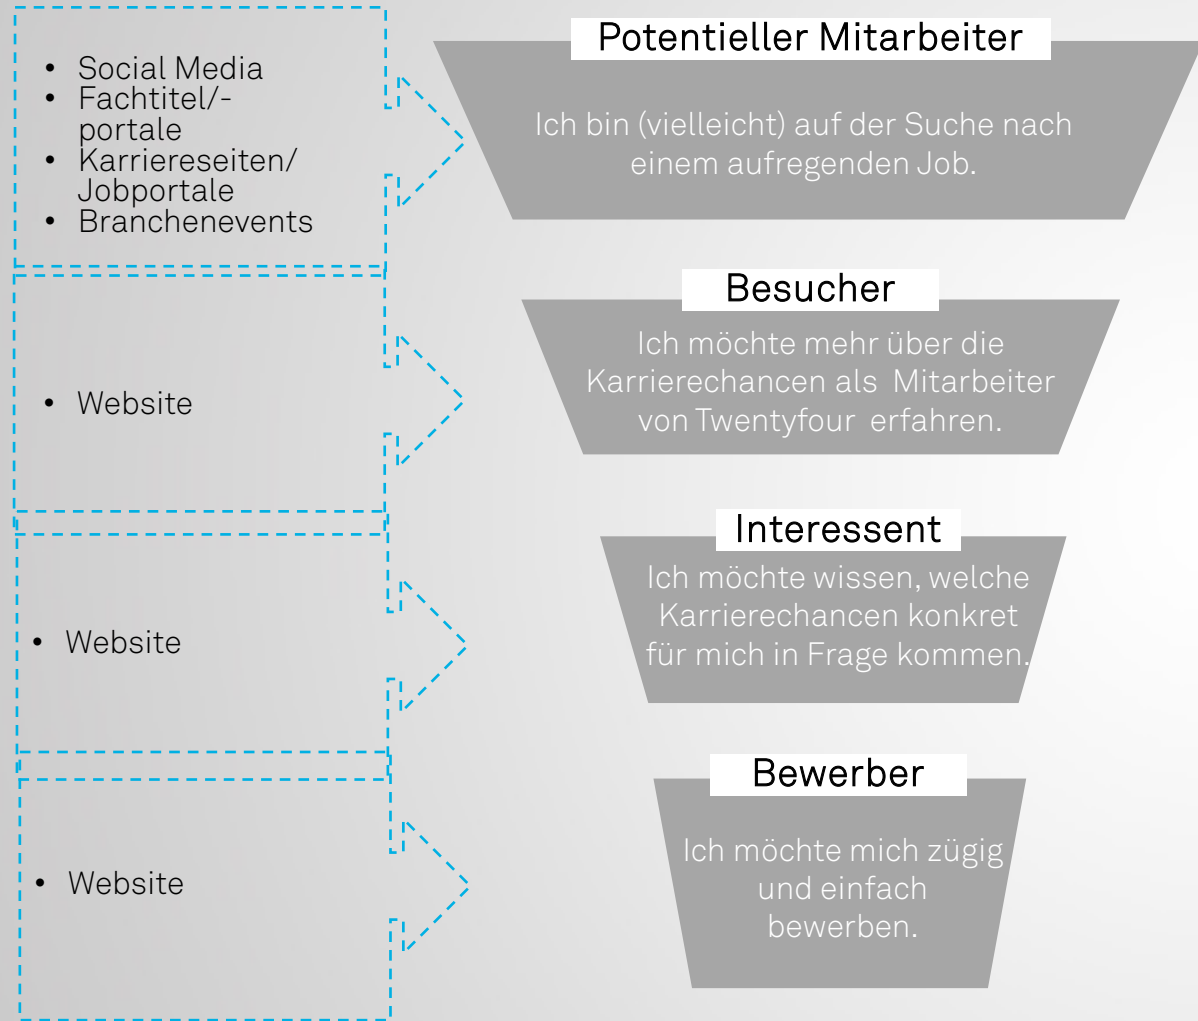 • Social Media
• Fachtitel/-
portale
• Karriereseiten/
Jobportale
• Branchenevents
Potentieller Mitarbeiter
Ich bin (vielleicht) auf der Suche nach
einem aufregenden Job.
• Website
Besucher
Ich möchte mehr über die
Karrierechancen als Mitarbeiter
von Twentyfour erfahren.
• Website
Interessent
Ich möchte wissen, welche
Karrierechancen konkret
für mich in Frage kommen.
• Website
Bewerber
Ich möchte mich zügig
und einfach
bewerben.